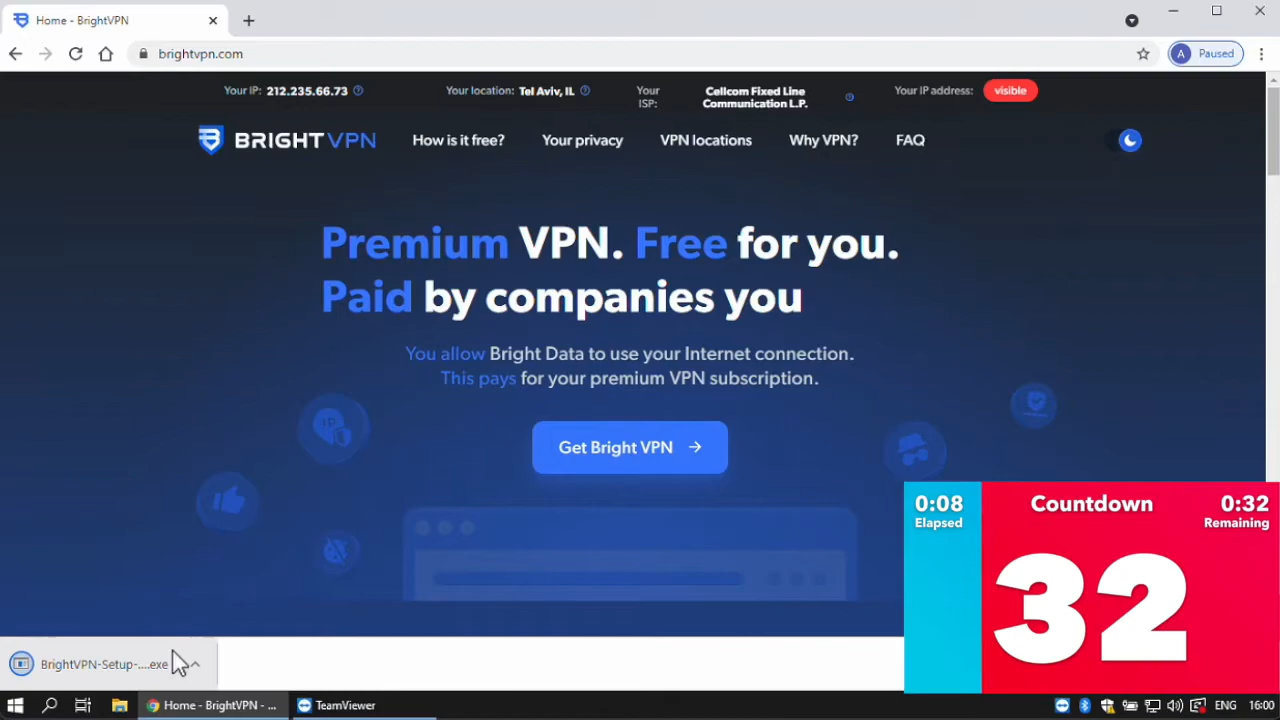 Home - BrightVPN
brightvpn.com
A Paused
Your IP: 212.235.66.73
Your location: Tel Aviv, IL
Your ISP:
Cellcom Fixed Line
Communication L.P.
Your IP address: visible
BRIGHTVPN
How is it free?
Your privacy
VPN locations
Why VPN?
FAQ
Premium VPN. Free for you.
Paid by companies you
You allow Bright Data to use your Internet connection.
This pays for your premium VPN subscription.
Get Bright VPN →
IP
0:08
Elapsed
Countdown
0:32
Remaining
32
BrightVPN-Setup-....exe
Home - BrightVPN - ...
TeamViewer
ENG
16:00